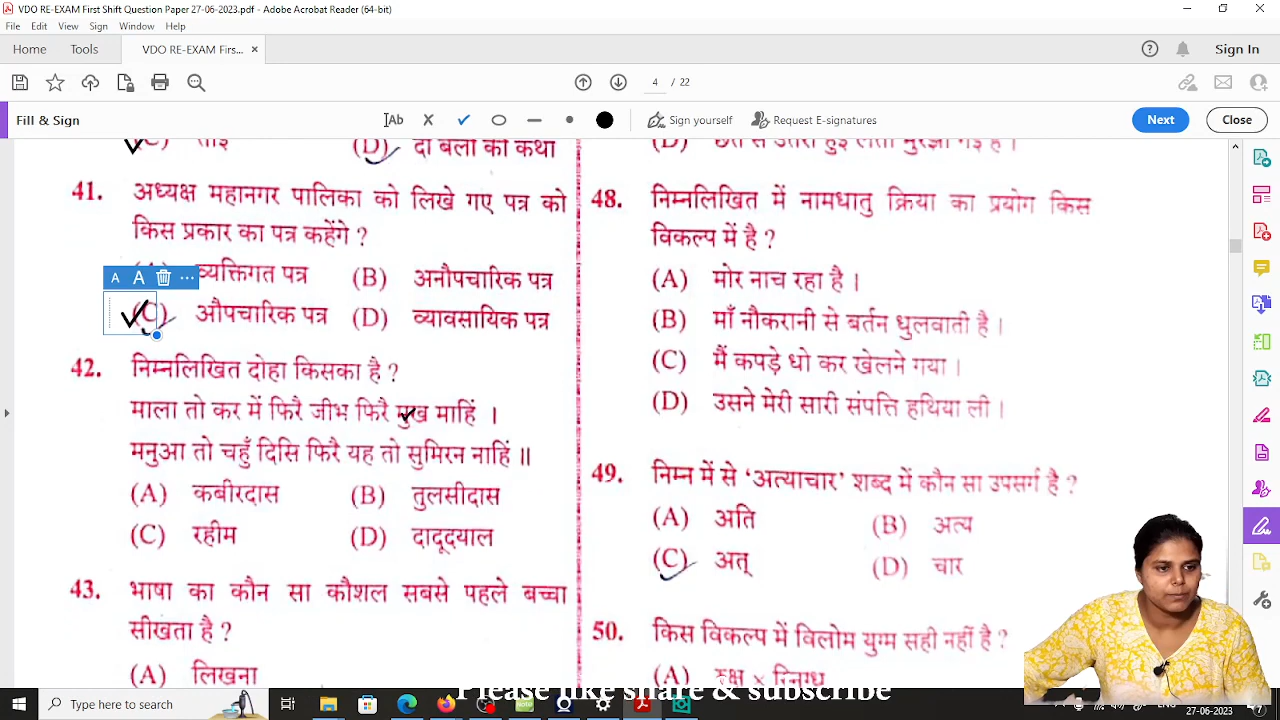 VDO RE-EXAM First Shift Question Paper 27-06-2023.pdf - Adobe Acrobat Reader (64-bit)
File Edit View Sign Window Help
Home Tools VDO RE-EXAM Firs... × Sign In
4 / 22
Fill & Sign Ab Sign yourself Request E-signatures Next Close
(D) दो बैलों की कथा
41. अध्यक्ष महानगर पालिका को लिखे गए पत्र को
किस प्रकार का पत्र कहेंगे ?
A A
व्यक्तिगत पत्र (B) अनौपचारिक पत्र
(C) औपचारिक पत्र (D) व्यावसायिक पत्र
42. निम्नलिखित दोहा किसका है ?
माला तो कर में फिरै जीभ फिरै मुख माहिं ।
मनुआ तो चहुँ दिसि फिरै यह तो सुमिरन नाहिं ॥
(A) कबीरदास (B) तुलसीदास
(C) रहीम (D) दादूदयाल
43. भाषा का कौन सा कौशल सबसे पहले बच्चा
सीखता है ?
(A) लिखना
(D) छत से उतरी हुई लता मुरझा गई है ।
48. निम्नलिखित में नामधातु क्रिया का प्रयोग किस
विकल्प में है ?
(A) मोर नाच रहा है ।
(B) माँ नौकरानी से बर्तन धुलवाती है ।
(C) मैं कपड़े धो कर खेलने गया ।
(D) उसने मेरी सारी संपत्ति हथिया ली ।
49. निम्न में से ‘अत्याचार’ शब्द में कौन सा उपसर्ग है ?
(A) अति (B) अत्य
(C) अत् (D) चार
50. किस विकल्प में विलोम युग्म सही नहीं है ?
(A) रुक्ष × स्निग्ध
Please like share & subscribe
Type here to search
27-06-2023